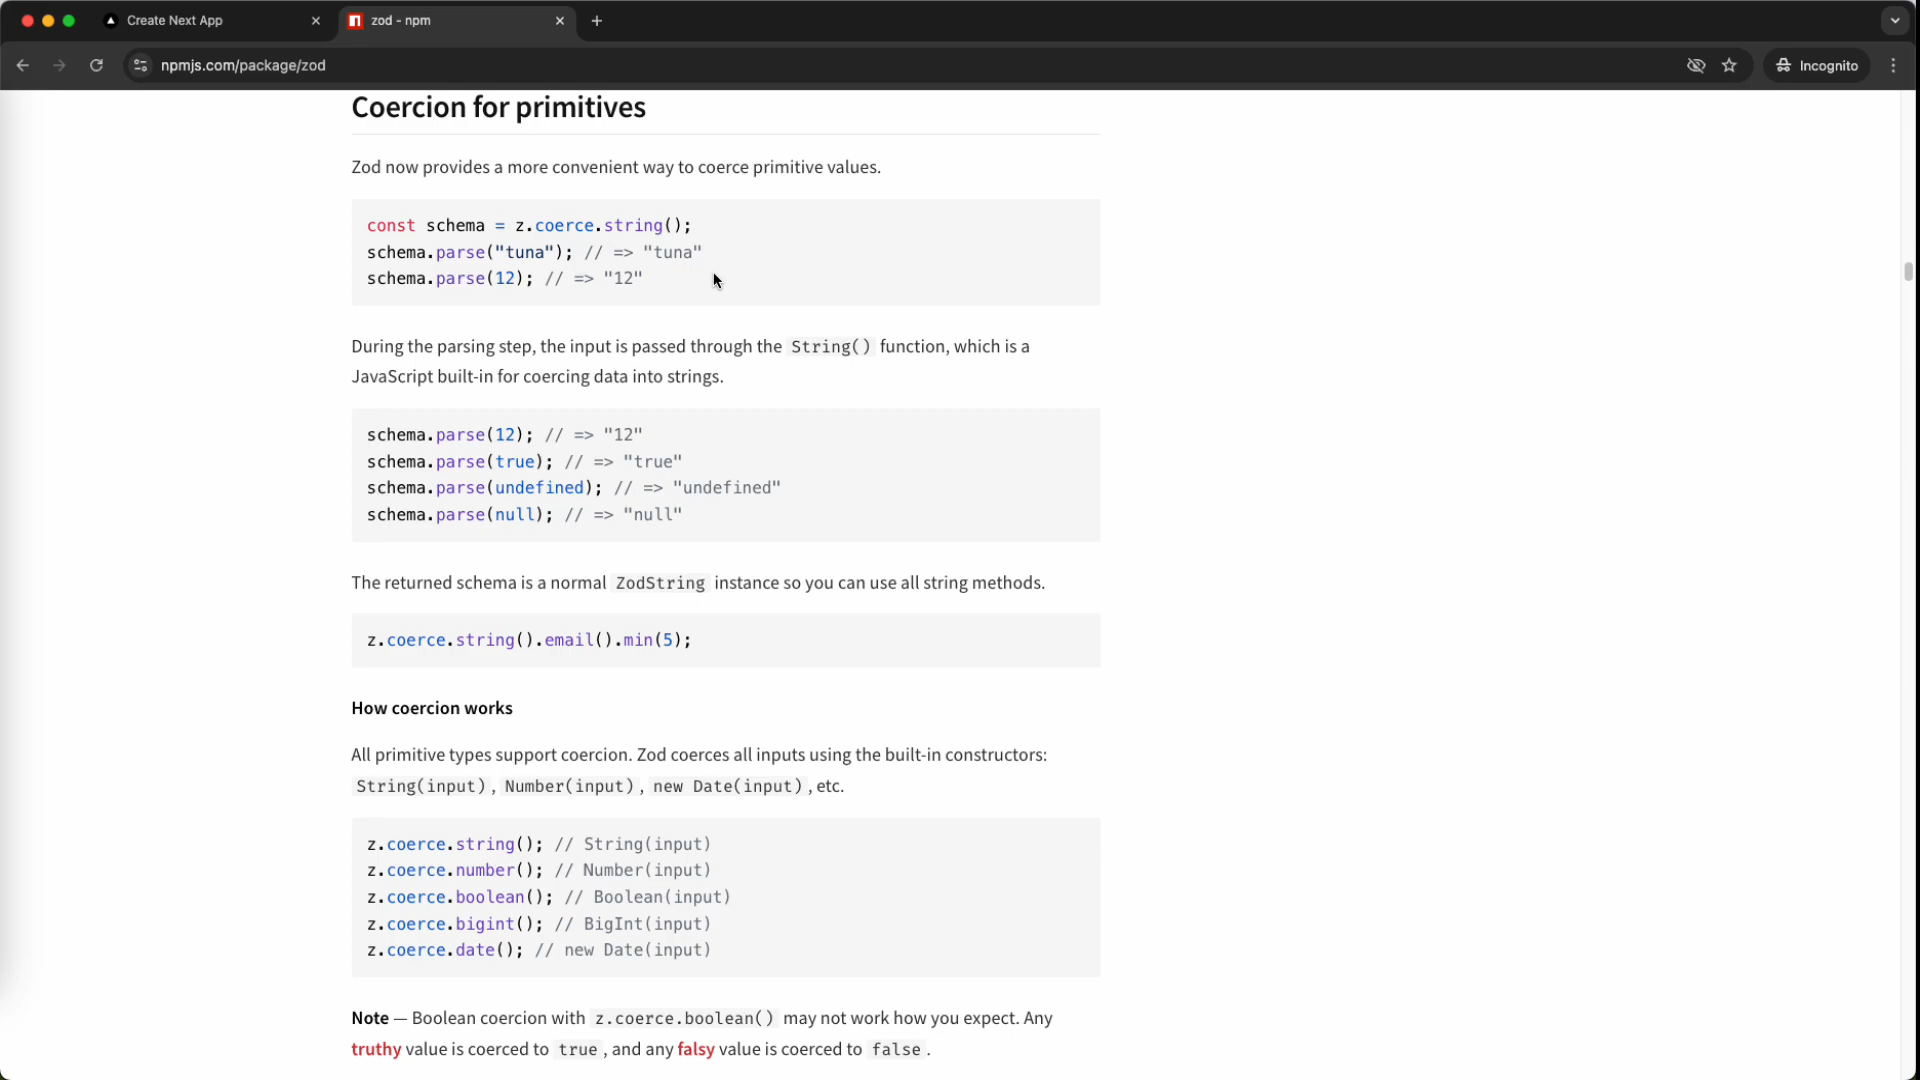 Create Next App
zod - npm
npmjs.com/package/zod
Incognito
Coercion for primitives
Zod now provides a more convenient way to coerce primitive values.
const schema = z.coerce.string();
schema.parse("tuna"); // => "tuna"
schema.parse(12); // => "12"
During the parsing step, the input is passed through the String() function, which is a
JavaScript built-in for coercing data into strings.
schema.parse(12); // => "12"
schema.parse(true); // => "true"
schema.parse(undefined); // => "undefined"
schema.parse(null); // => "null"
The returned schema is a normal ZodString instance so you can use all string methods.
z.coerce.string().email().min(5);
How coercion works
All primitive types support coercion. Zod coerces all inputs using the built-in constructors:
String(input), Number(input), new Date(input), etc.
z.coerce.string(); // String(input)
z.coerce.number(); // Number(input)
z.coerce.boolean(); // Boolean(input)
z.coerce.bigint(); // BigInt(input)
z.coerce.date(); // new Date(input)
Note — Boolean coercion with z.coerce.boolean() may not work how you expect. Any
truthy value is coerced to true, and any falsy value is coerced to false.